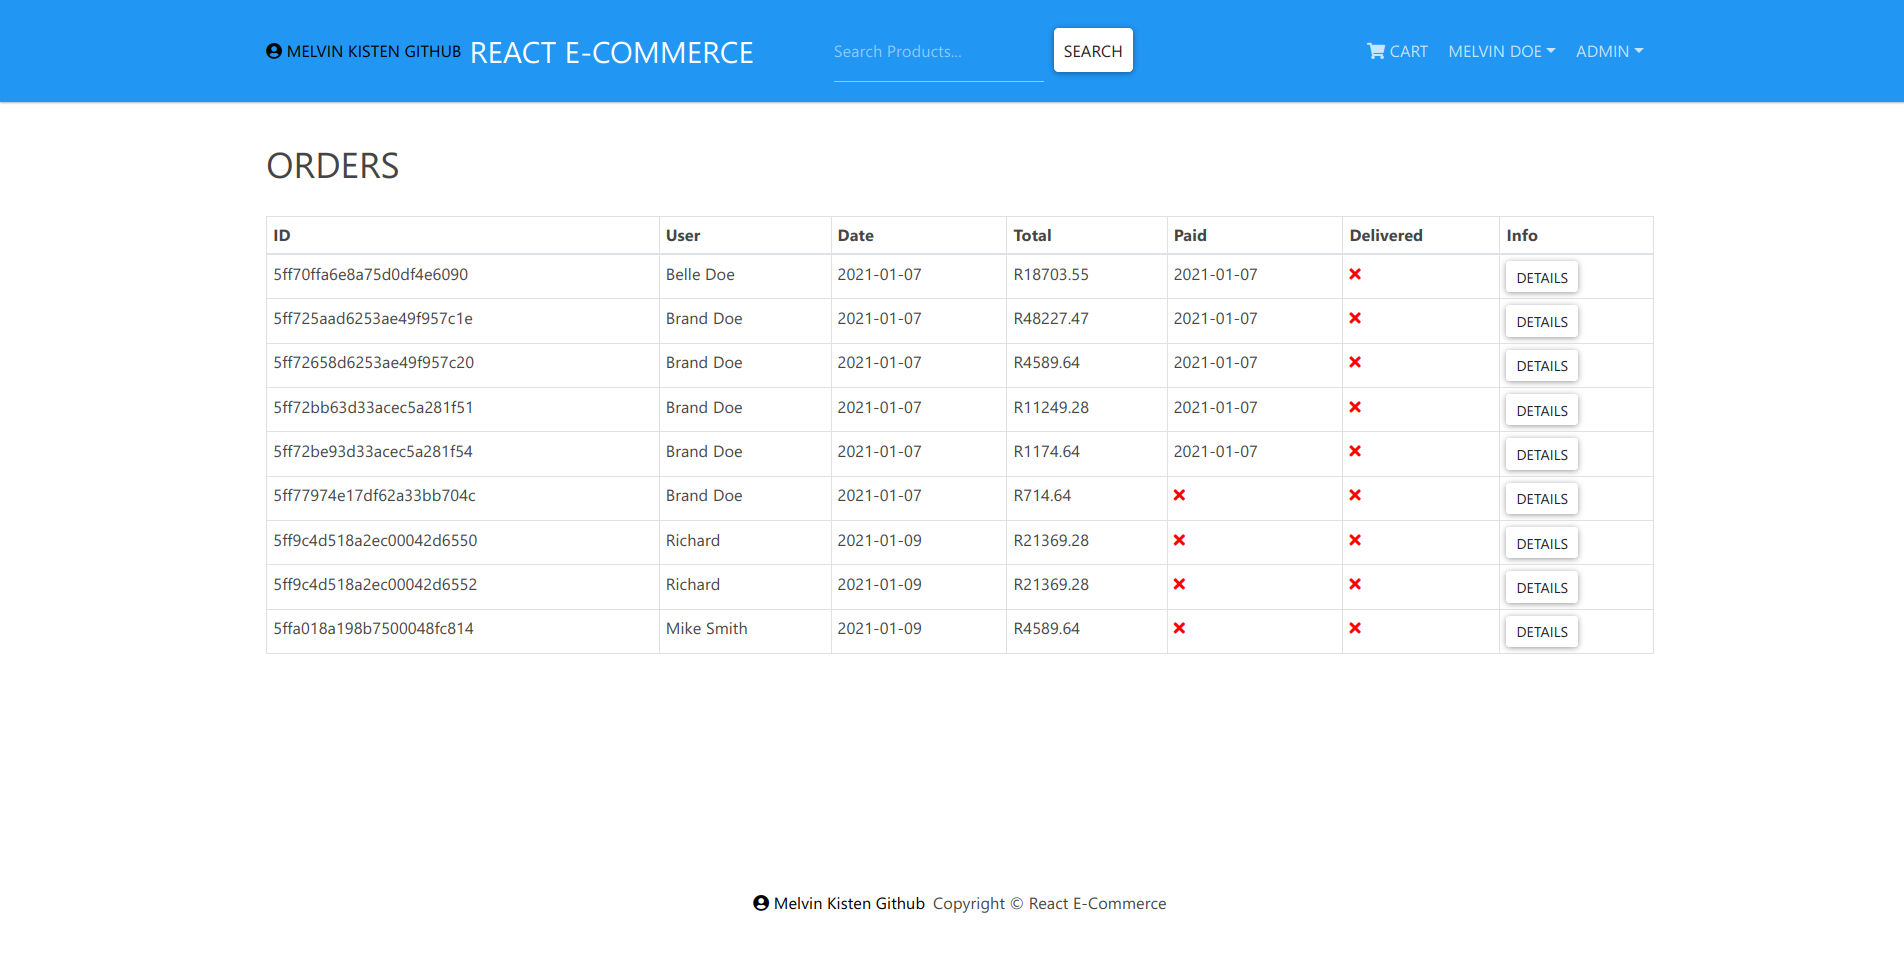 MELVIN KISTEN GITHUB REACT E-COMMERCE Search Products... SEARCH CART MELVIN DOE ADMIN
ORDERS
ID User Date Total Paid Delivered Info
5ff70ffa6e8a75d0df4e6090 Belle Doe 2021-01-07 R18703.55 2021-01-07 DETAILS
5ff725aad6253ae49f957c1e Brand Doe 2021-01-07 R48227.47 2021-01-07 DETAILS
5ff72658d6253ae49f957c20 Brand Doe 2021-01-07 R4589.64 2021-01-07 DETAILS
5ff72bb63d33acec5a281f51 Brand Doe 2021-01-07 R11249.28 2021-01-07 DETAILS
5ff72be93d33acec5a281f54 Brand Doe 2021-01-07 R1174.64 2021-01-07 DETAILS
5ff77974e17df62a33bb704c Brand Doe 2021-01-07 R714.64 DETAILS
5ff9c4d518a2ec00042d6550 Richard 2021-01-09 R21369.28 DETAILS
5ff9c4d518a2ec00042d6552 Richard 2021-01-09 R21369.28 DETAILS
5ffa018a198b7500048fc814 Mike Smith 2021-01-09 R4589.64 DETAILS
Melvin Kisten Github Copyright © React E-Commerce